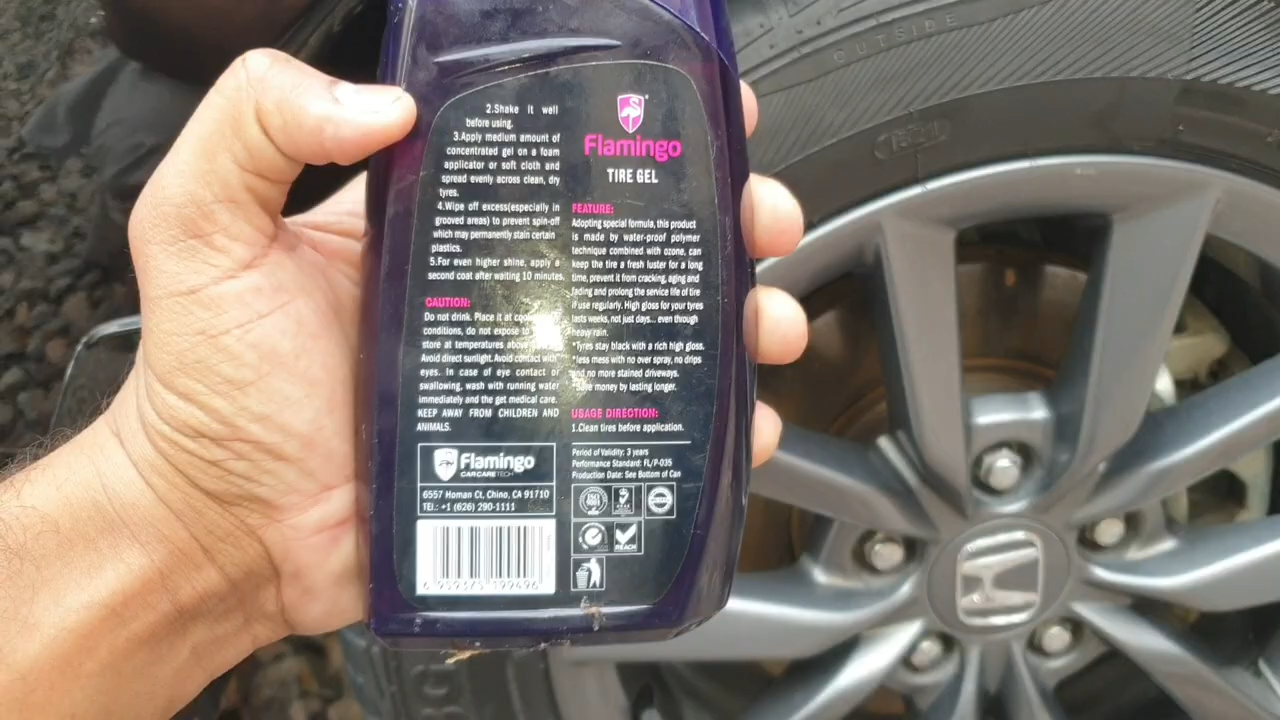 2.Shake it well
before using.
3.Apply medium amount of
concentrated gel on a foam
applicator or soft cloth and
spread evenly across clean, dry
tyres.
4.Wipe off excess(especially in
grooved areas) to prevent spin-off
which may permanently stain certain
plastics.
5.For even higher shine, apply a
second coat after waiting 10 minutes.
CAUTION:
Do not drink. Place it at
conditions, do not expose to
store at temperatures above
Avoid direct sunlight. Avoid contact with
eyes. In case of eye contact or
swallowing, wash with running water
immediately and the get medical care.
KEEP AWAY FROM CHILDREN AND
ANIMALS.
Flamingo
CAR CARE TECH
6557 Homan Ct, Chino, CA 91710
TEL: +1 (626) 290-1111
Flamingo
TIRE GEL
FEATURE:
Adopting special formula, this product
is made by water-proof polymer
technique combined with ozone, can
keep the tire a fresh luster for a long
time, prevent it from cracking, aging and
fading and prolong the service life of tire
if use regularly. High gloss for your tyres
lasts weeks, not just days... even through
heavy rain.
*Tyres stay black with a rich high gloss.
*less mess with no over spray, no drips
and no more stained driveways.
*Save money by lasting longer.
USAGE DIRECTION:
1.Clean tires before application.
Period of Validity: 3 years
Performance Standard: FL/P-035
Production Date: See Bottom of Can
REACH
OUTSIDE